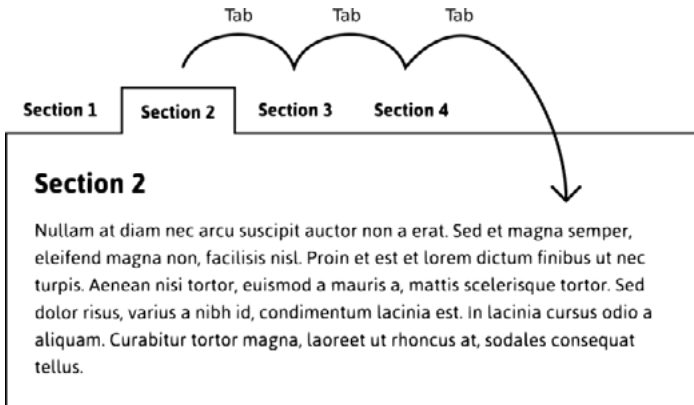 Tab Tab Tab
Section 1 Section 2 Section 3 Section 4
Section 2
Nullam at diam nec arcu suscipit auctor non a erat. Sed et magna semper,
eleifend magna non, facilisis nisl. Proin et est et lorem dictum finibus ut nec
turpis. Aenean nisi tortor, euismod a mauris a, mattis scelerisque tortor. Sed
dolor risus, varius a nibh id, condimentum lacinia est. In lacinia cursus odio a
aliquam. Curabitur tortor magna, laoreet ut rhoncus at, sodales consequat
tellus.